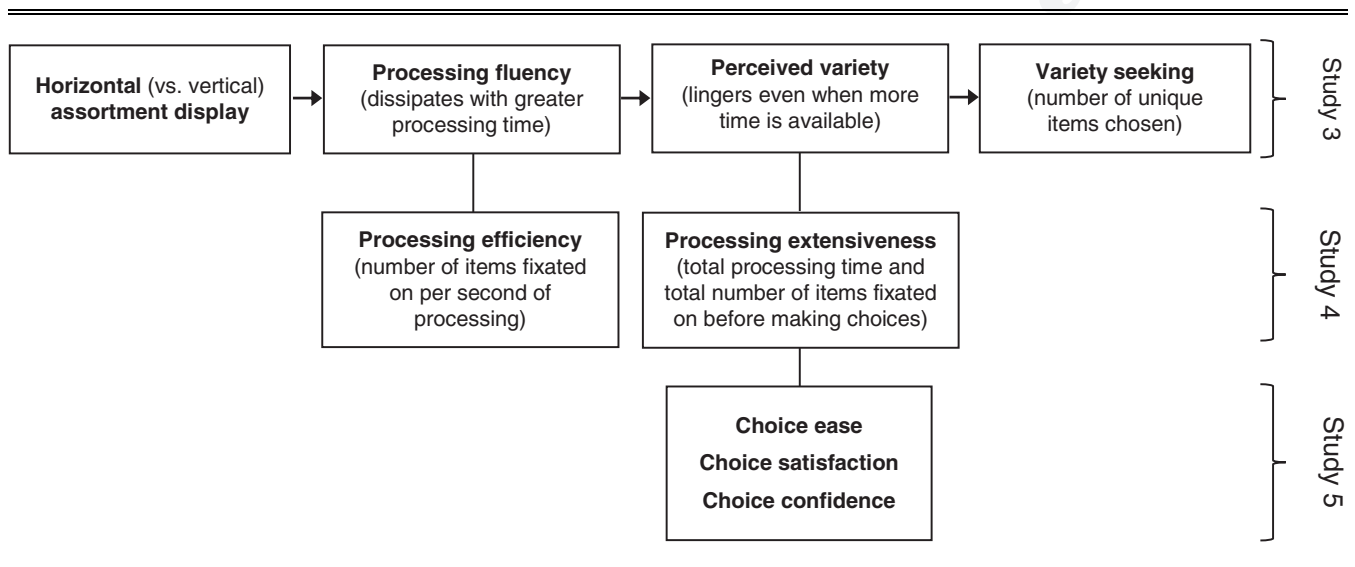 Horizontal (vs. vertical)
assortment display
Processing fluency
(dissipates with greater
processing time)
Perceived variety
(lingers even when more
time is available)
Variety seeking
(number of unique
items chosen)
Study 3
Processing efficiency
(number of items fixated
on per second of
processing)
Processing extensiveness
(total processing time and
total number of items fixated
on before making choices)
Study 4
Choice ease
Choice satisfaction
Choice confidence
Study 5